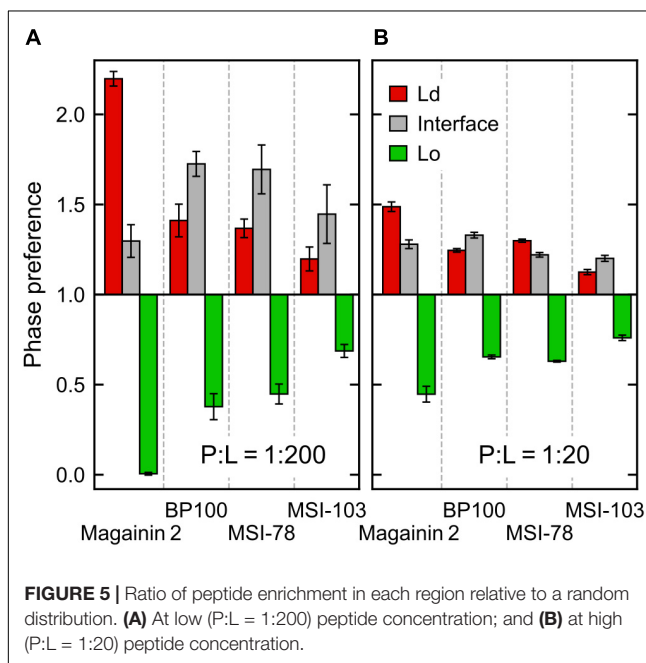 A
B
Phase preference
2.0
1.5
1.0
0.5
0.0
Ld
Interface
Lo
P:L = 1:200
P:L = 1:20
BP100
MSI-103
Magainin 2
MSI-78
BP100
MSI-103
Magainin 2
MSI-78
FIGURE 5 | Ratio of peptide enrichment in each region relative to a random
distribution. (A) At low (P:L = 1:200) peptide concentration; and (B) at high
(P:L = 1:20) peptide concentration.